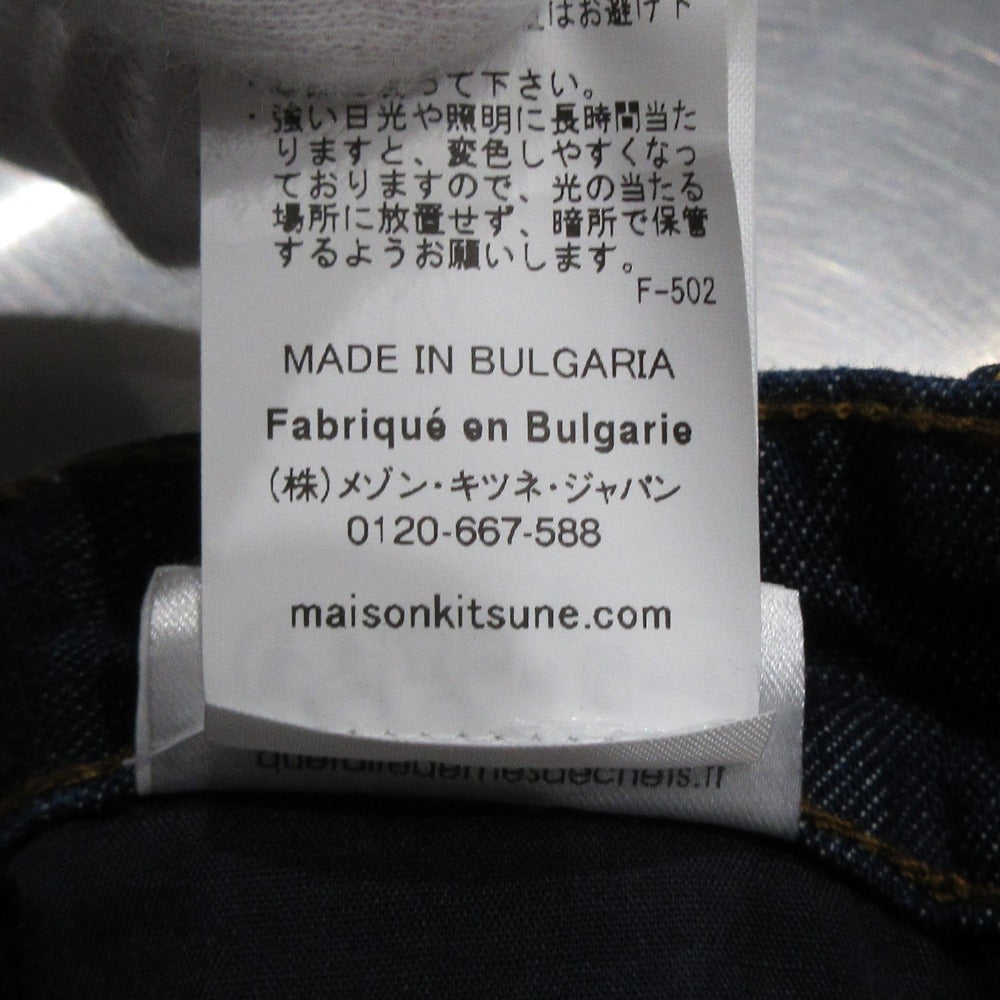 はお避け下
って下さい。
・強い日光や照明に長時間当た
りますと、変色しやすくなっ
ておりますので、光の当たる
場所に放置せず、暗所で保管
するようお願いします。
F-502
MADE IN BULGARIA
Fabriqué en Bulgarie
(株)メゾン・キツネ・ジャパン
0120-667-588
maisonkitsune.com
quefairedemesdechets.fr